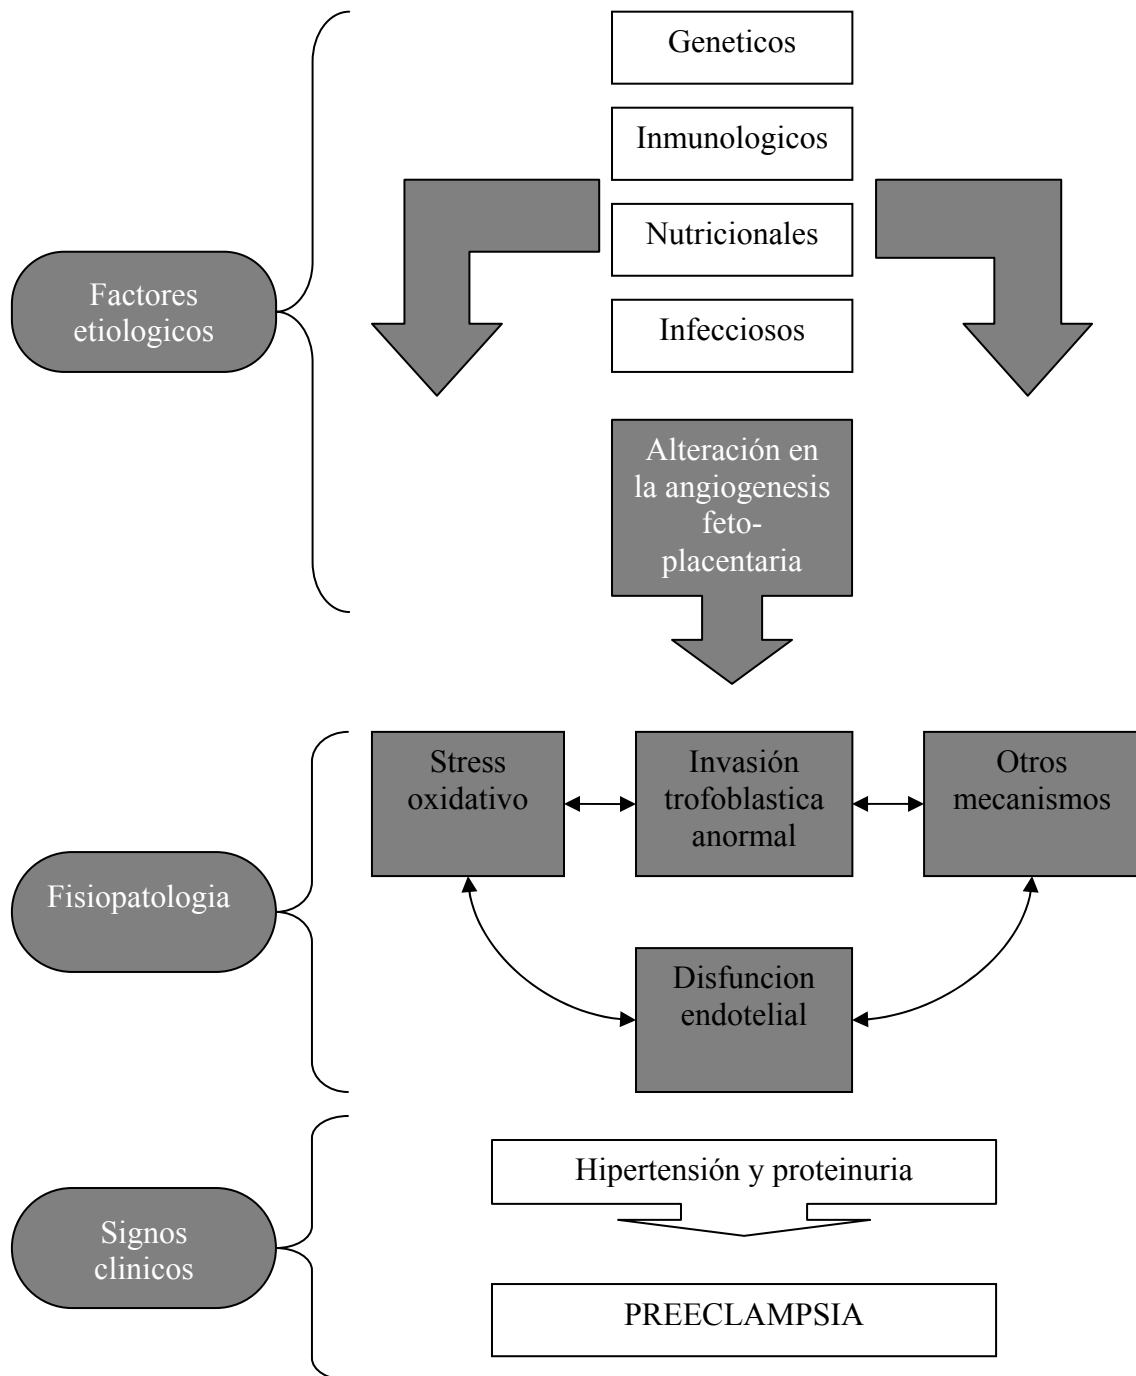 Geneticos
Inmunologicos
Nutricionales
Infecciosos
Factores
etiologicos
Alteración en
la angiogenesis
feto-
placentaria
Stress
oxidativo
Invasión
trofoblastica
anormal
Otros
mecanismos
Fisiopatologia
Disfuncion
endotelial
Hipertensión y proteinuria
Signos
clinicos
PREECLAMPSIA